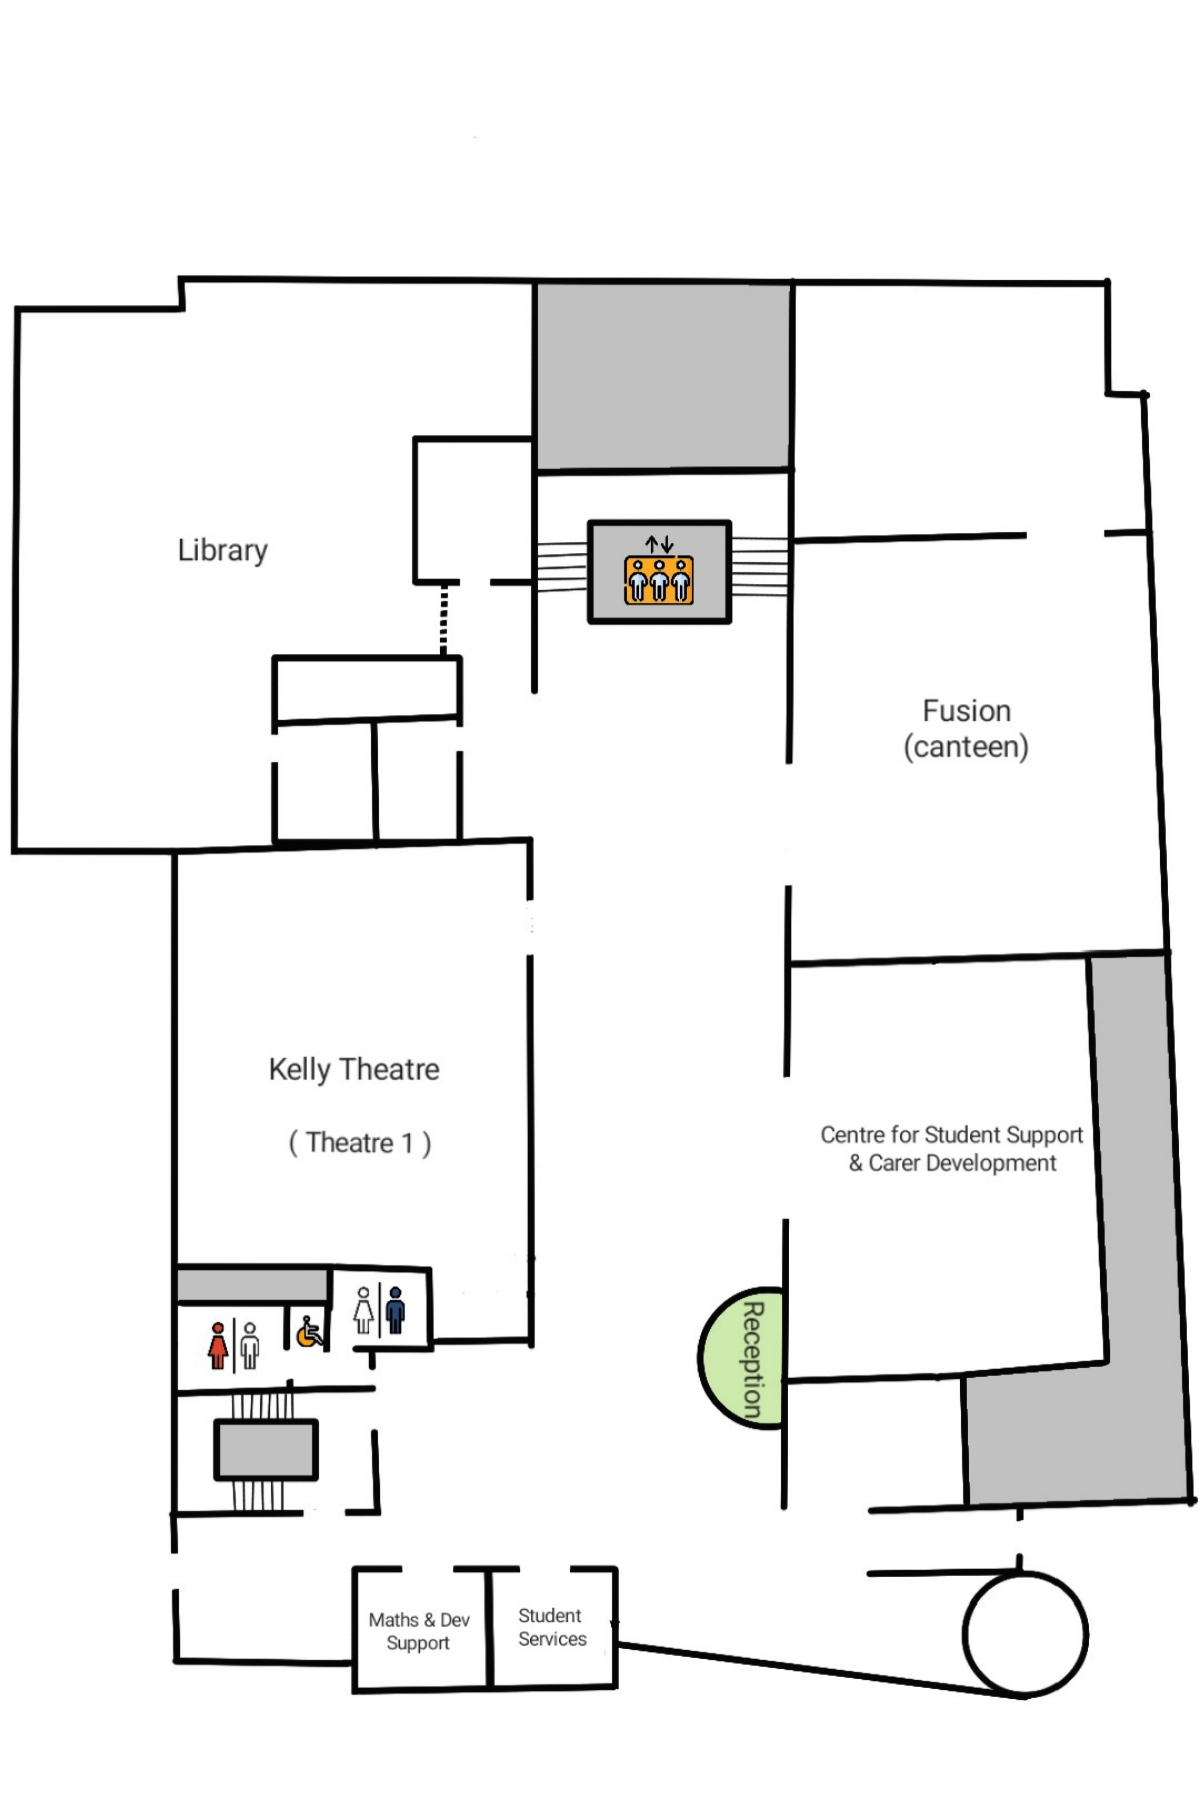 Library
Fusion
(canteen)
Kelly Theatre
( Theatre 1 )
Centre for Student Support
& Carer Development
Reception
Maths & Dev
Support
Student
Services